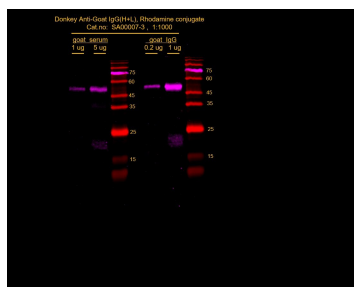 Donkey Anti-Goat IgG(H+L), Rhodamine conjugate
Cat.no: SA00007-3 , 1:1000
goat serum goat IgG
1 ug 5 ug 0.2 ug 1 ug
75 75
60 60
45 45
35 35
25 25
15 15